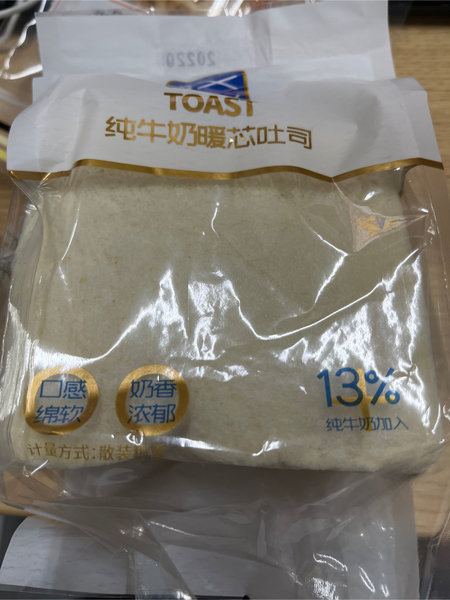 TOAST
纯牛奶暖芯吐司
口感
绵软
奶香
浓郁
13%
纯牛奶加入
计量方式:散装